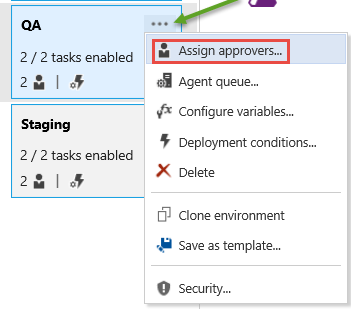 QA
2 / 2 tasks enabled
2 |
Staging
2 / 2 tasks enabled
2 |
...
Assign approvers...
Agent queue...
fx Configure variables...
Deployment conditions...
Delete
Clone environment
Save as template...
Security...